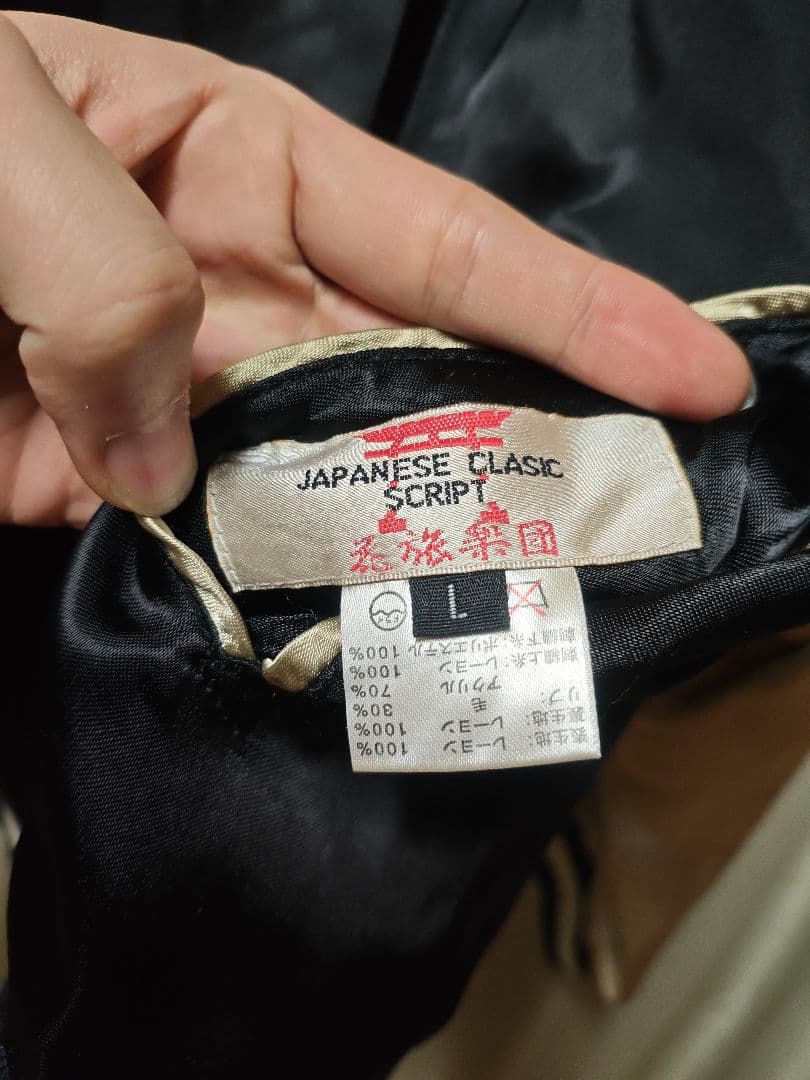 JAPANESE CLASIC
SCRIPT
花旅楽団
L
表生地: レーヨン 100%
裏生地: レーヨン 100%
リブ: 毛 30%
アクリル 70%
刺繍上糸: レーヨン 100%
刺繍下糸: ポリエステル 100%